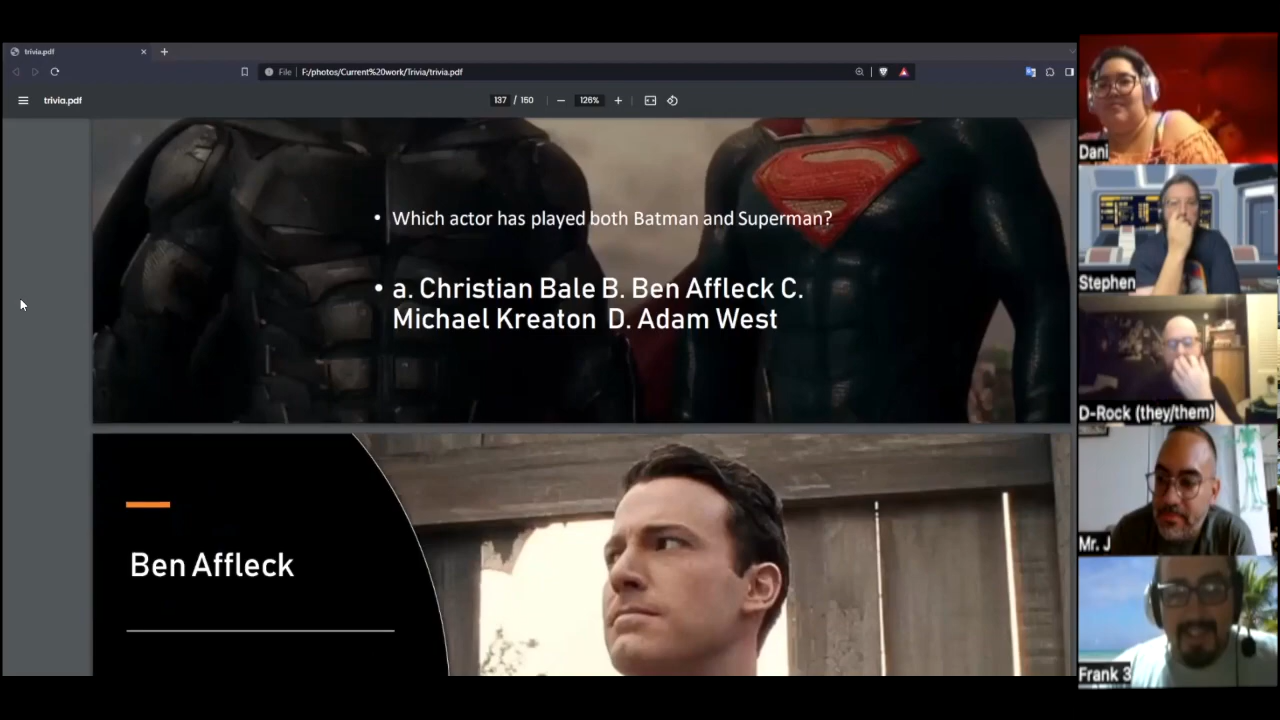 trivia.pdf
File F:/photos/Current%20work/Trivia/trivia.pdf
trivia.pdf
137 / 150
126%
• Which actor has played both Batman and Superman?
• a. Christian Bale B. Ben Affleck C.
Michael Kreaton D. Adam West
Ben Affleck
Dani
Stephen
D-Rock (they/them)
Mr. J
Frank 3